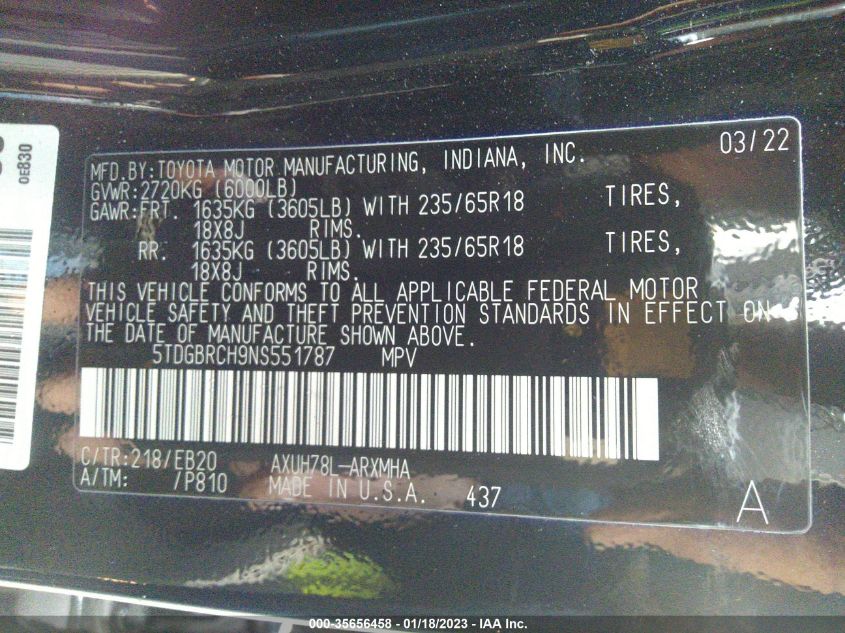 0E830
MFD.BY:TOYOTA MOTOR MANUFACTURING, INDIANA, INC. 03/22
GVWR:2720KG (6000LB)
GAWR:FRT. 1635KG (3605LB) WITH 235/65R18 TIRES,
18X8J RIMS.
RR. 1635KG (3605LB) WITH 235/65R18 TIRES,
18X8J RIMS.
THIS VEHICLE CONFORMS TO ALL APPLICABLE FEDERAL MOTOR
VEHICLE SAFETY AND THEFT PREVENTION STANDARDS IN EFFECT ON
THE DATE OF MANUFACTURE SHOWN ABOVE.
5TDGBRCH9NS551787 MPV
C/TR:218/EB20 AXUH78L-ARXMHA
A/TM: /P810 MADE IN U.S.A. 437 A
000-35656458 - 01/18/2023 - IAA Inc.